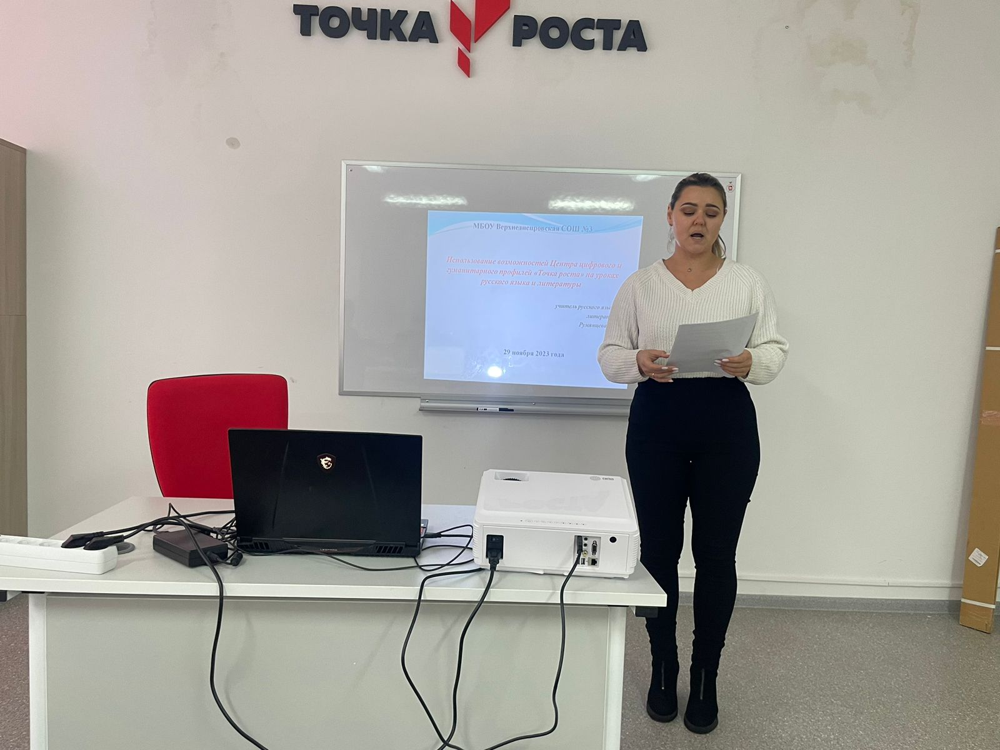 ТОЧКА РОСТА
МБОУ Верхнеднепровская СОШ №3
Использование возможностей Центра цифрового и
гуманитарного профилей «Точка роста» на уроках
русского языка и литературы
учитель русского язы
литера
Румянцева
29 ноября 2023 года
cactus